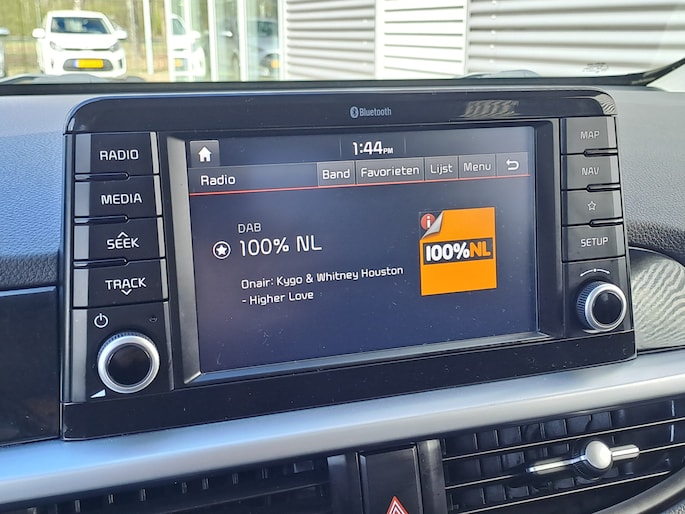 Bluetooth
RADIO
MEDIA
SEEK
TRACK
1:44PM
Radio
Band
Favorieten
Lijst
Menu
DAB
100% NL
Onair: Kygo & Whitney Houston
- Higher Love
i
100%NL
MAP
NAV
SETUP